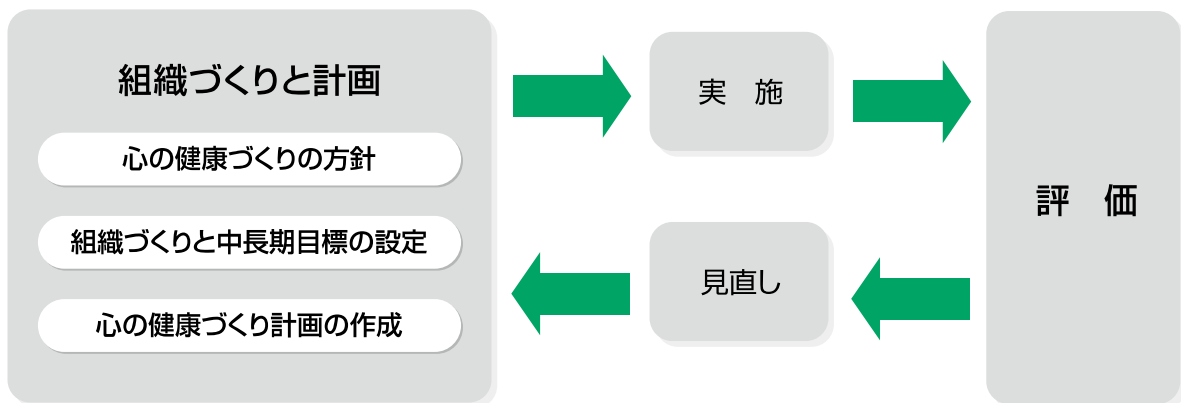 組織づくりと計画
心の健康づくりの方針
組織づくりと中長期目標の設定
心の健康づくり計画の作成
実　施
評　価
見直し